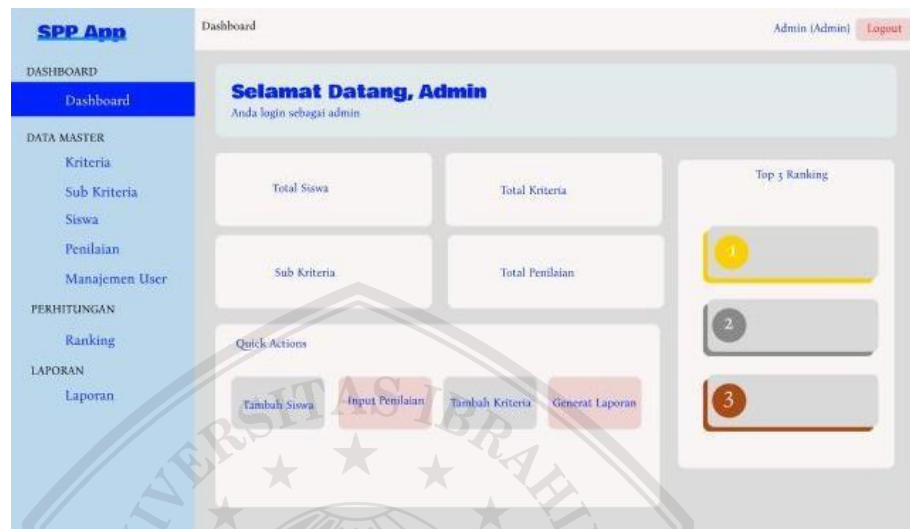 SPP App
DASHBOARD
Dashboard
DATA MASTER
Kriteria
Sub Kriteria
Siswa
Penilaian
Manajemen User
PERHITUNGAN
Ranking
LAPORAN
Laporan
Dashboard
Admin (Admin)
Logout
Selamat Datang, Admin
Anda login sebagai admin
Total Siswa
Total Kriteria
Sub Kriteria
Total Penilaian
Quick Actions
Tambah Siswa
Input Penilaian
Tambah Kriteria
Generat Laporan
Top 3 Ranking
1
2
3
UNIVERSITAS IBRAHI